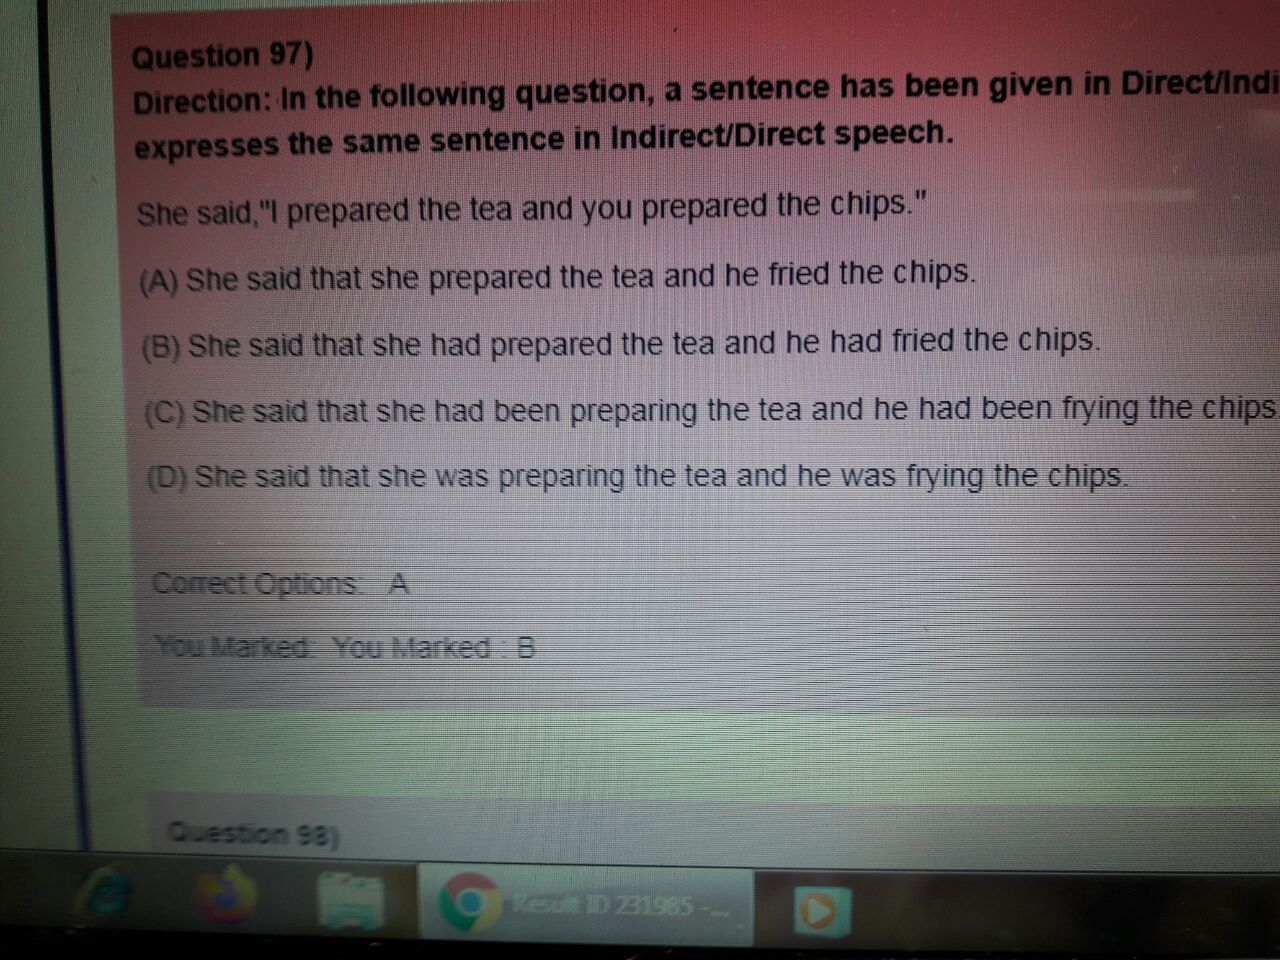 Question 97)
Direction: In the following question, a sentence has been given in Direct/Indi
expresses the same sentence in Indirect/Direct speech.
She said,"I prepared the tea and you prepared the chips."
(A) She said that she prepared the tea and he fried the chips.
(B) She said that she had prepared the tea and he had fried the chips.
(C) She said that she had been preparing the tea and he had been frying the chips
(D) She said that she was preparing the tea and he was frying the chips.
Correct Options: A
You Marked: You Marked : B
Question 98)
Result ID 231985 -...